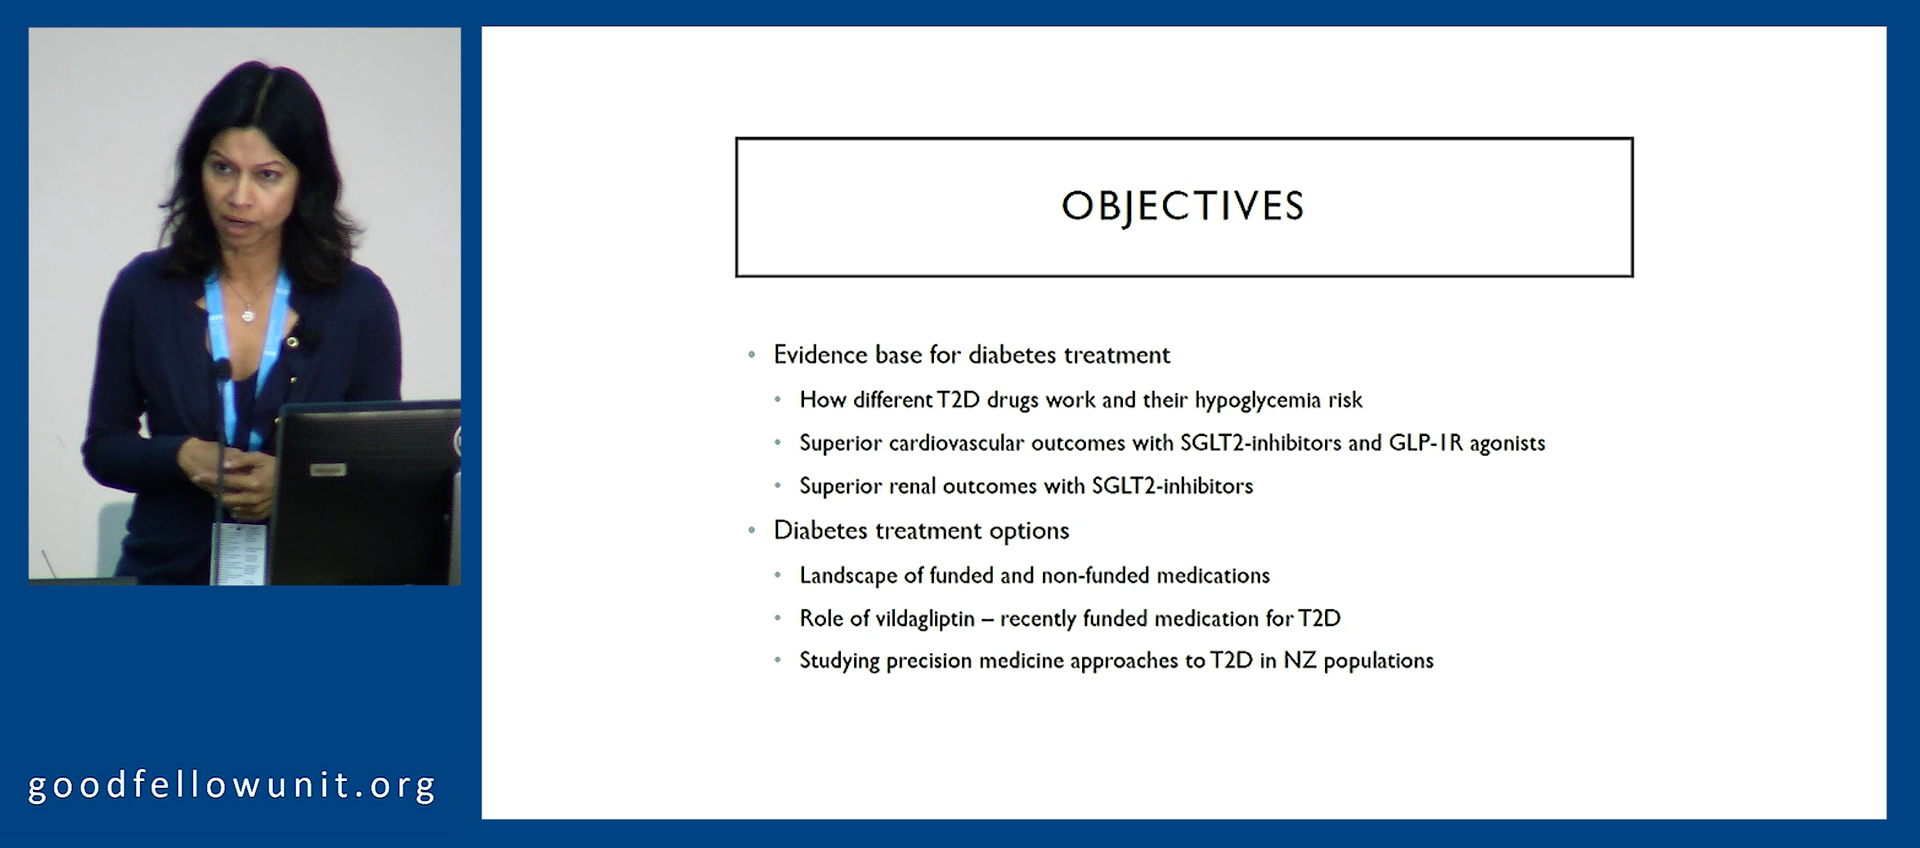 OBJECTIVES
• Evidence base for diabetes treatment
• How different T2D drugs work and their hypoglycemia risk
• Superior cardiovascular outcomes with SGLT2-inhibitors and GLP-1R agonists
• Superior renal outcomes with SGLT2-inhibitors
• Diabetes treatment options
• Landscape of funded and non-funded medications
• Role of vildagliptin – recently funded medication for T2D
• Studying precision medicine approaches to T2D in NZ populations
goodfellowunit.org